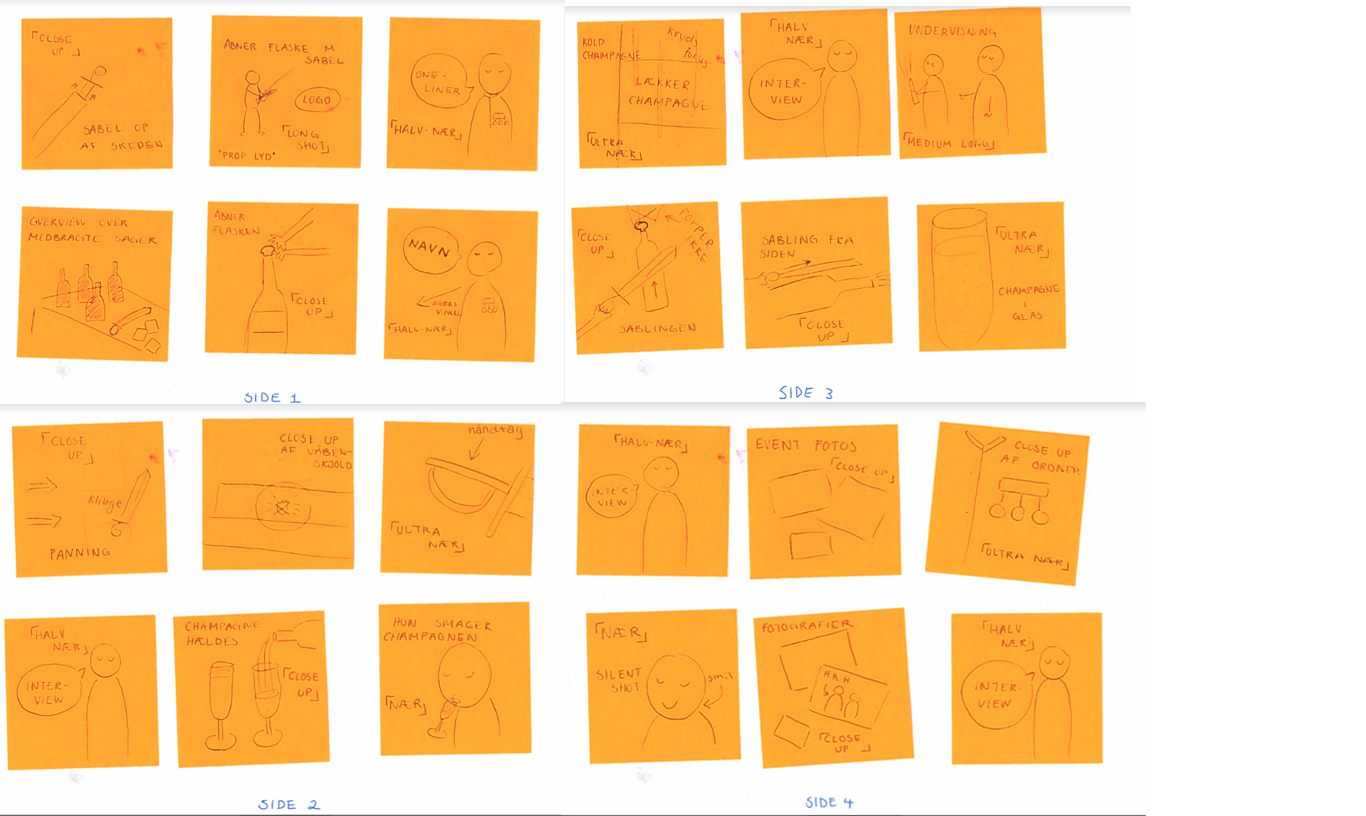 CLOSE
UP
SABEL OP
AF SKEDEN
ÅBNER FLASKE M
SABEL
LOGO
LONG
SHOT
"PROP LYD"
ONE-
LINER
HALV-NÆR
OVERVIEW OVER
MEDBRAGTE SAGER
ÅBNER
FLASKEN
CLOSE
UP
NAVN
VINKEL
HALV-NÆR
SIDE 1
KOLD
CHAMPAGNE
LÆKKER
CHAMPAGNE
ULTRA
NÆR
HALV
NÆR
INTER-
VIEW
UNDERVISNING
MEDIUM LONG
CLOSE
UP
POPPER
IKKE
SABLINGEN
SABLING FRA
SIDEN
CLOSE
UP
ULTRA
NÆR
CHAMPAGNE
I
GLAS
SIDE 3
CLOSE
UP
klinge
PANNING
CLOSE UP
AF VÅBEN-
SKJOLD
håndtag
ULTRA
NÆR
HALV
NÆR
INTER-
VIEW
CHAMPAGNE
HÆLDES
CLOSE
UP
HUN SMAGER
CHAMPAGNEN
NÆR
SIDE 2
HALV-NÆR
INTER-
VIEW
EVENT FOTOS
CLOSE UP
CLOSE UP
AF ORDNER
ULTRA NÆR
NÆR
SILENT
SHOT
smil
FOTOGRAFIER
HKH
CLOSE
UP
HALV
NÆR
INTER-
VIEW
SIDE 4